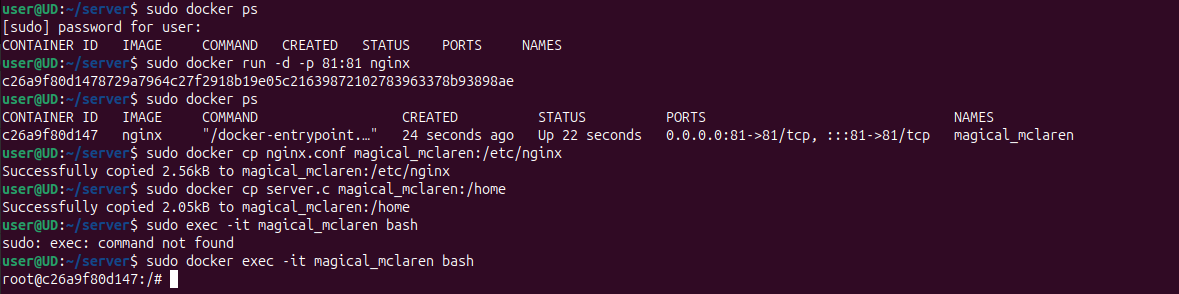 user@UD:~/server$ sudo docker ps
[sudo] password for user:
CONTAINER ID   IMAGE     COMMAND   CREATED   STATUS    PORTS     NAMES
user@UD:~/server$ sudo docker run -d -p 81:81 nginx
c26a9f80d1478729a7964c27f2918b19e05c21639872102783963378b93898ae
user@UD:~/server$ sudo docker ps
CONTAINER ID   IMAGE     COMMAND                  CREATED          STATUS          PORTS                               NAMES
c26a9f80d147   nginx     "/docker-entrypoint.…"   24 seconds ago   Up 22 seconds   0.0.0.0:81->81/tcp, :::81->81/tcp   magical_mclaren
user@UD:~/server$ sudo docker cp nginx.conf magical_mclaren:/etc/nginx
Successfully copied 2.56kB to magical_mclaren:/etc/nginx
user@UD:~/server$ sudo docker cp server.c magical_mclaren:/home
Successfully copied 2.05kB to magical_mclaren:/home
user@UD:~/server$ sudo exec -it magical_mclaren bash
sudo: exec: command not found
user@UD:~/server$ sudo docker exec -it magical_mclaren bash
root@c26a9f80d147:/#